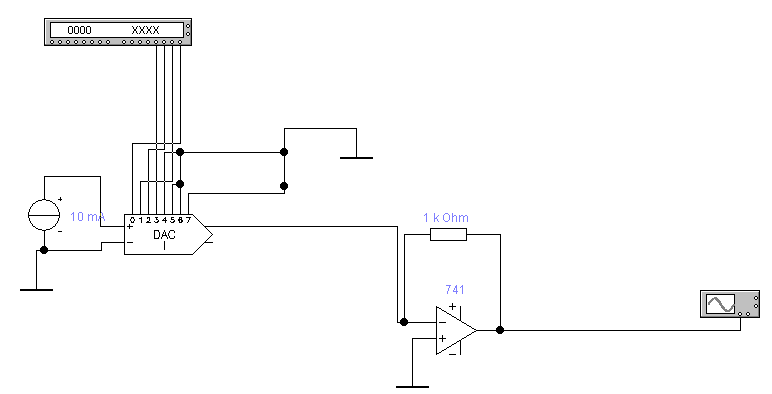 0000 XXXX
10 mA
0 1 2 3 4 5 6 7
+
DAC
−
I
1 k Ohm
741
+
−
+
−